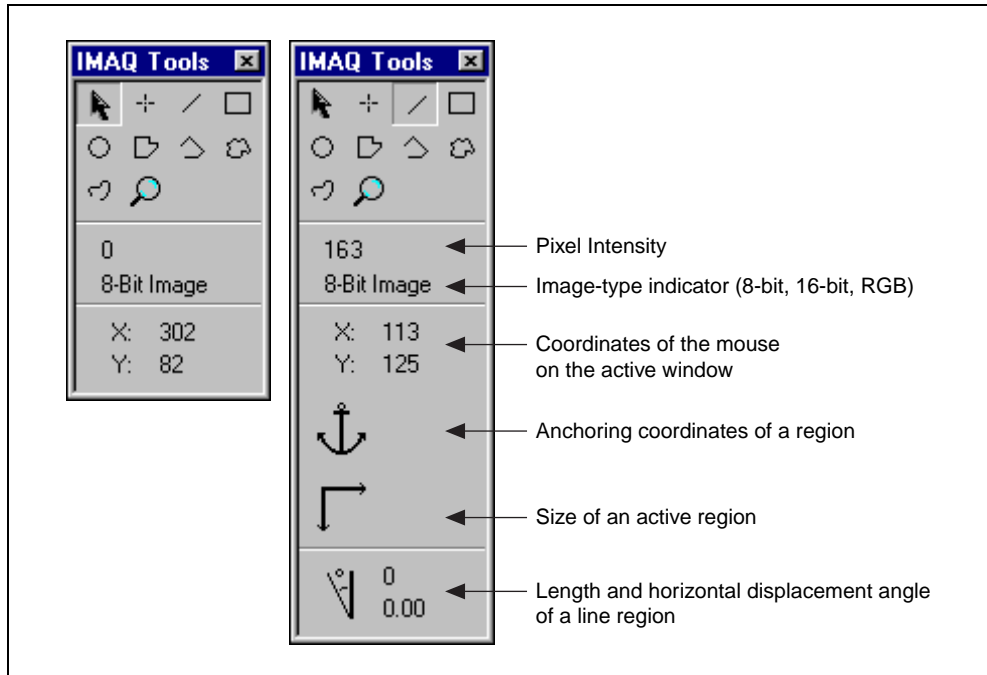 IMAQ Tools
0
8-Bit Image
X: 302
Y: 82
IMAQ Tools
163
8-Bit Image
X: 113
Y: 125
0
0.00
Pixel Intensity
Image-type indicator (8-bit, 16-bit, RGB)
Coordinates of the mouse
on the active window
Anchoring coordinates of a region
Size of an active region
Length and horizontal displacement angle
of a line region